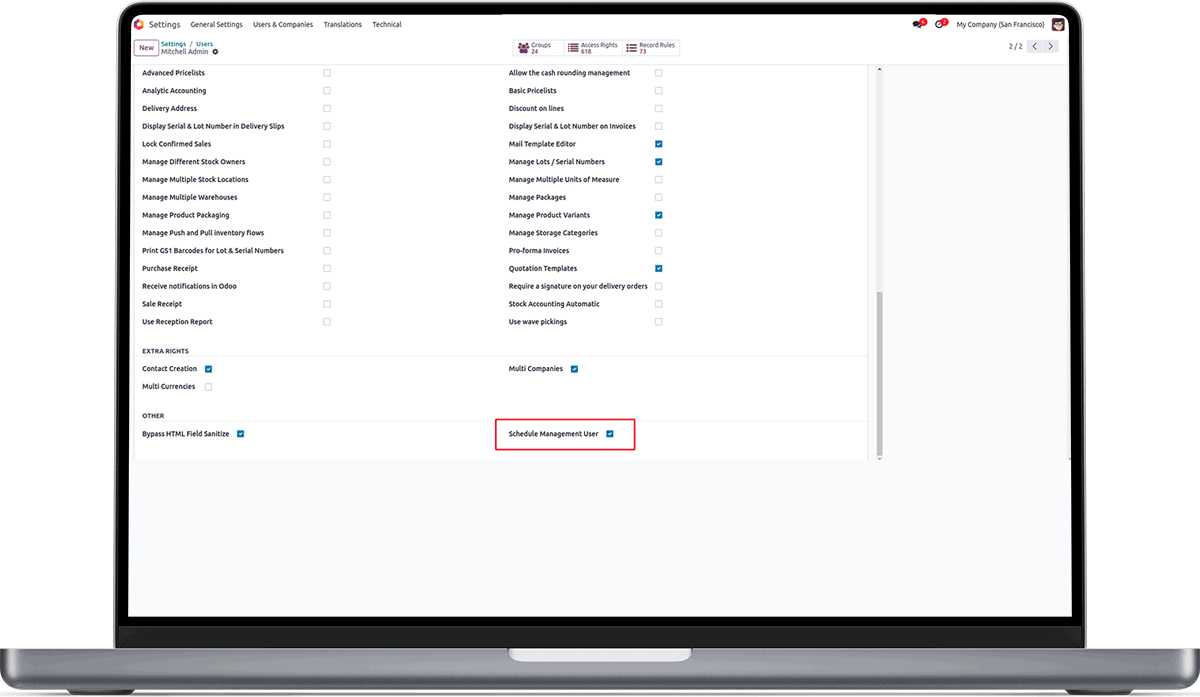 Settings General Settings Users & Companies Translations Technical
My Company (San Francisco)
New
Settings / Users
Mitchell Admin
Groups
24
Access Rights
618
Record Rules
73
2 / 2
Advanced Pricelists
Allow the cash rounding management
Analytic Accounting
Basic Pricelists
Delivery Address
Discount on lines
Display Serial & Lot Number in Delivery Slips
Display Serial & Lot Number on Invoices
Lock Confirmed Sales
Mail Template Editor
Manage Different Stock Owners
Manage Lots / Serial Numbers
Manage Multiple Stock Locations
Manage Multiple Units of Measure
Manage Multiple Warehouses
Manage Packages
Manage Product Packaging
Manage Product Variants
Manage Push and Pull inventory flows
Manage Storage Categories
Print GS1 Barcodes for Lot & Serial Numbers
Pro-forma Invoices
Purchase Receipt
Quotation Templates
Receive notifications in Odoo
Require a signature on your delivery orders
Sale Receipt
Stock Accounting Automatic
Use Reception Report
Use wave pickings
EXTRA RIGHTS
Contact Creation
Multi Companies
Multi Currencies
OTHER
Bypass HTML Field Sanitize
Schedule Management User